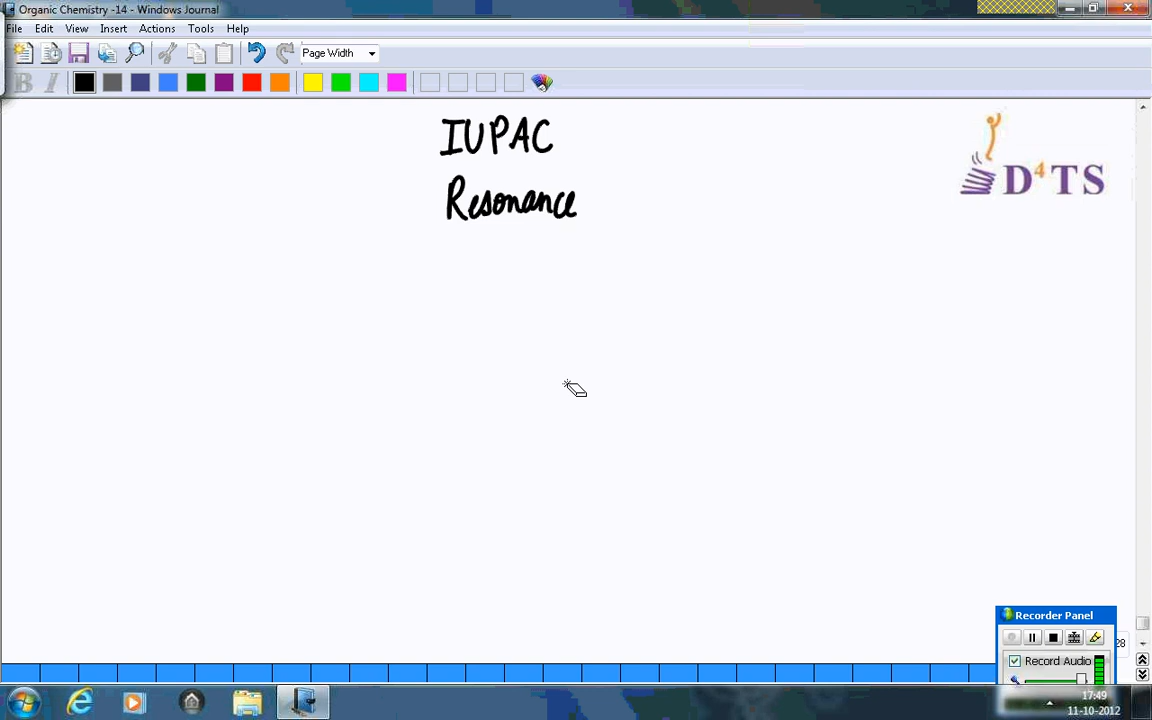 Organic Chemistry -14 - Windows Journal
File Edit View Insert Actions Tools Help
Page Width
B I
IUPAC
Resonance
D4TS
Recorder Panel
28
Record Audio
17:49
11-10-2012